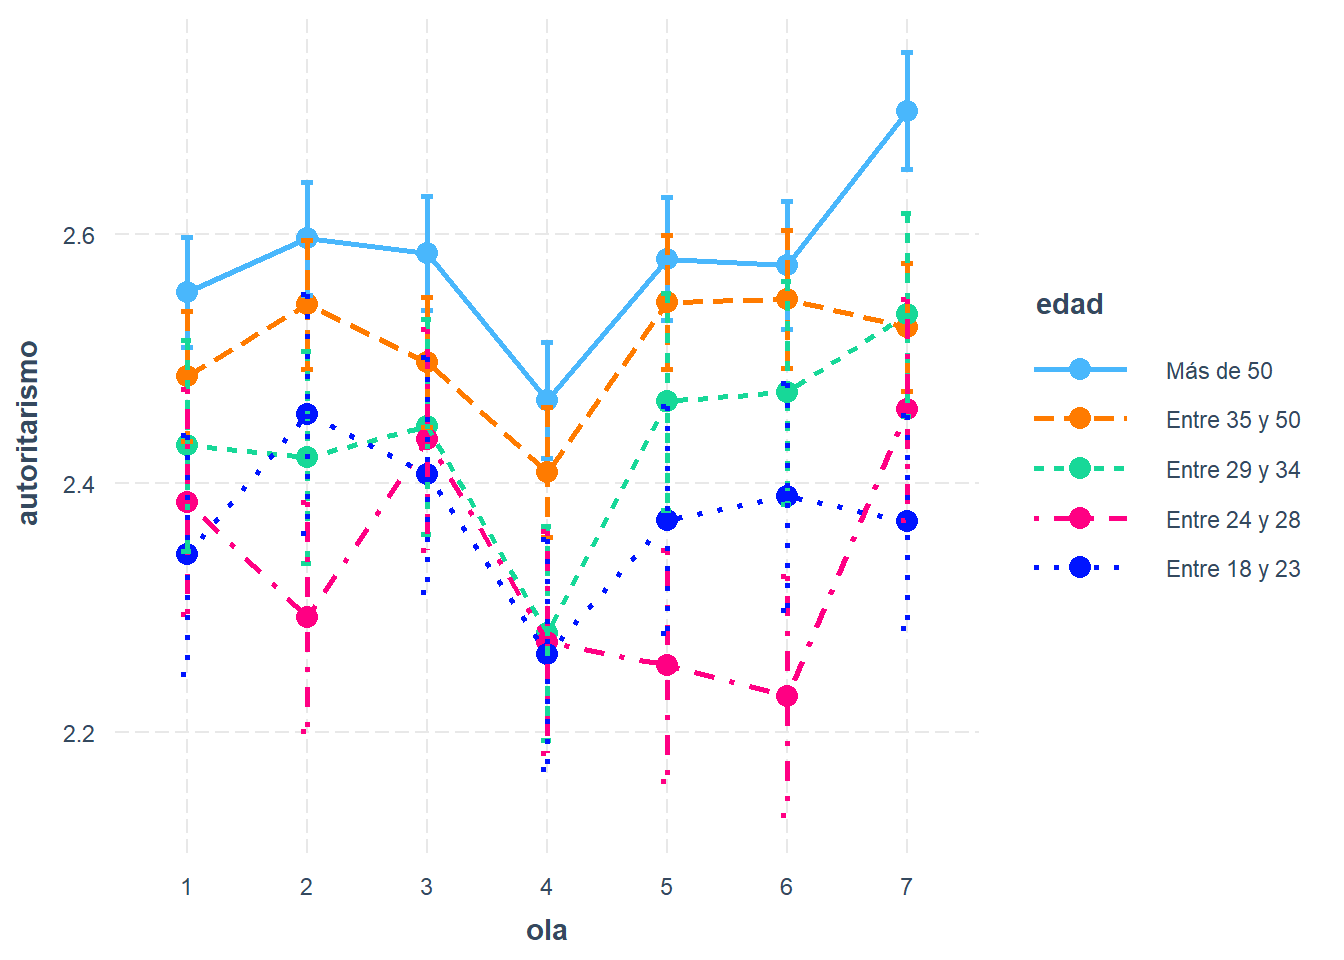 autoritarismo
2.6
2.4
2.2
1 2 3 4 5 6 7
ola
edad
Más de 50
Entre 35 y 50
Entre 29 y 34
Entre 24 y 28
Entre 18 y 23